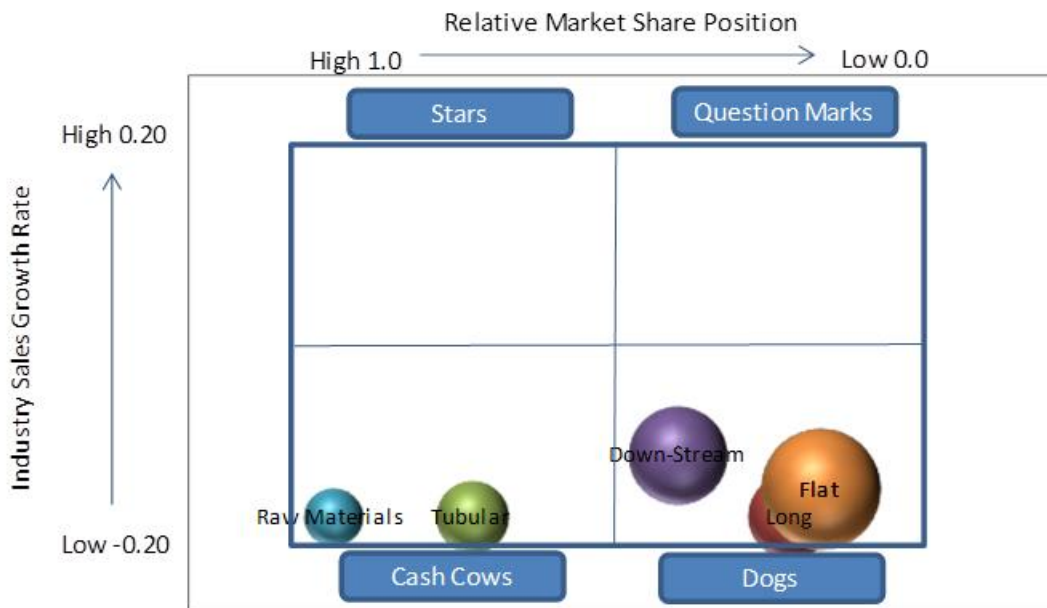 Relative Market Share Position
High 1.0
Low 0.0
Stars
Question Marks
High 0.20
Industry Sales Growth Rate
Down-Stream
Flat
Raw Materials
Tubular
Long
Low -0.20
Cash Cows
Dogs